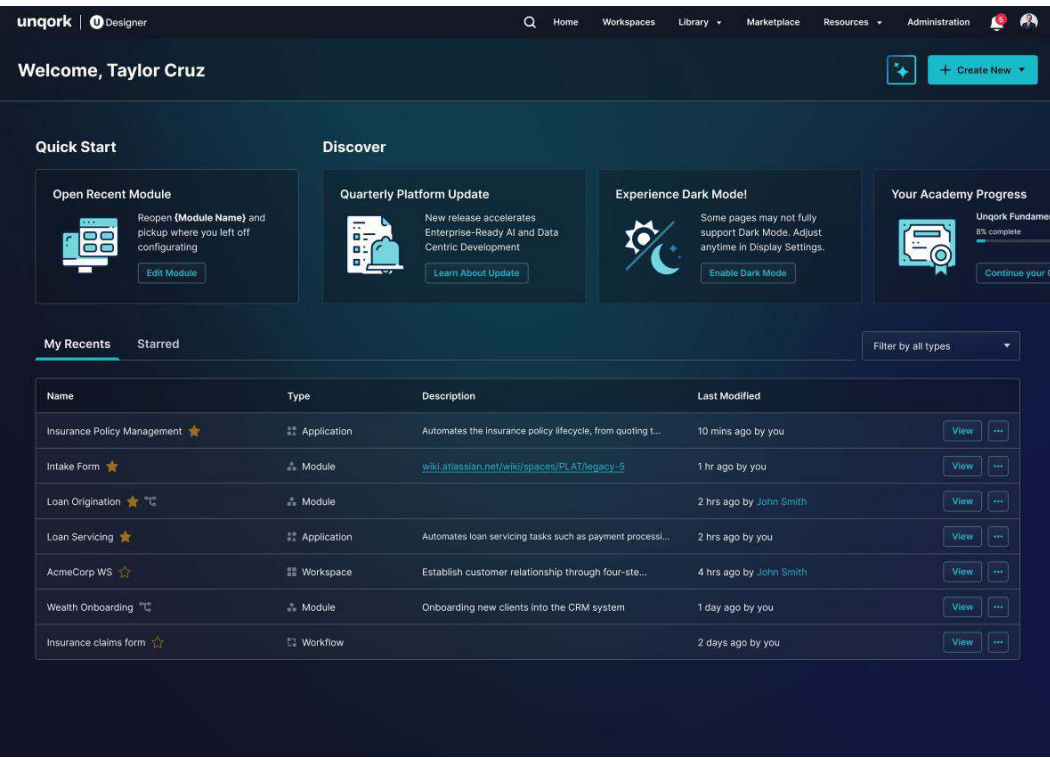 unqork | U Designer
Home Workspaces Library Marketplace Resources Administration 5
Welcome, Taylor Cruz
+ Create New
Quick Start
Discover
Open Recent Module
Reopen {Module Name} and
pickup where you left off
configurating
Edit Module
Quarterly Platform Update
New release accelerates
Enterprise-Ready AI and Data
Centric Development
Learn About Update
Experience Dark Mode!
Some pages may not fully
support Dark Mode. Adjust
anytime in Display Settings.
Enable Dark Mode
Your Academy Progress
Unqork Fundamer
8% complete
Continue your
My Recents Starred
Filter by all types
Name Type Description Last Modified
Insurance Policy Management Application Automates the insurance policy lifecycle, from quoting t... 10 mins ago by you View ...
Intake Form Module wiki.atlassian.net/wiki/spaces/PLAT/legacy-5 1 hr ago by you View ...
Loan Origination Module 2 hrs ago by John Smith View ...
Loan Servicing Application Automates loan servicing tasks such as payment processi... 2 hrs ago by you View ...
AcmeCorp WS Workspace Establish customer relationship through four-ste... 4 hrs ago by John Smith View ...
Wealth Onboarding Module Onboarding new clients into the CRM system 1 day ago by you View ...
Insurance claims form Workflow 2 days ago by you View ...